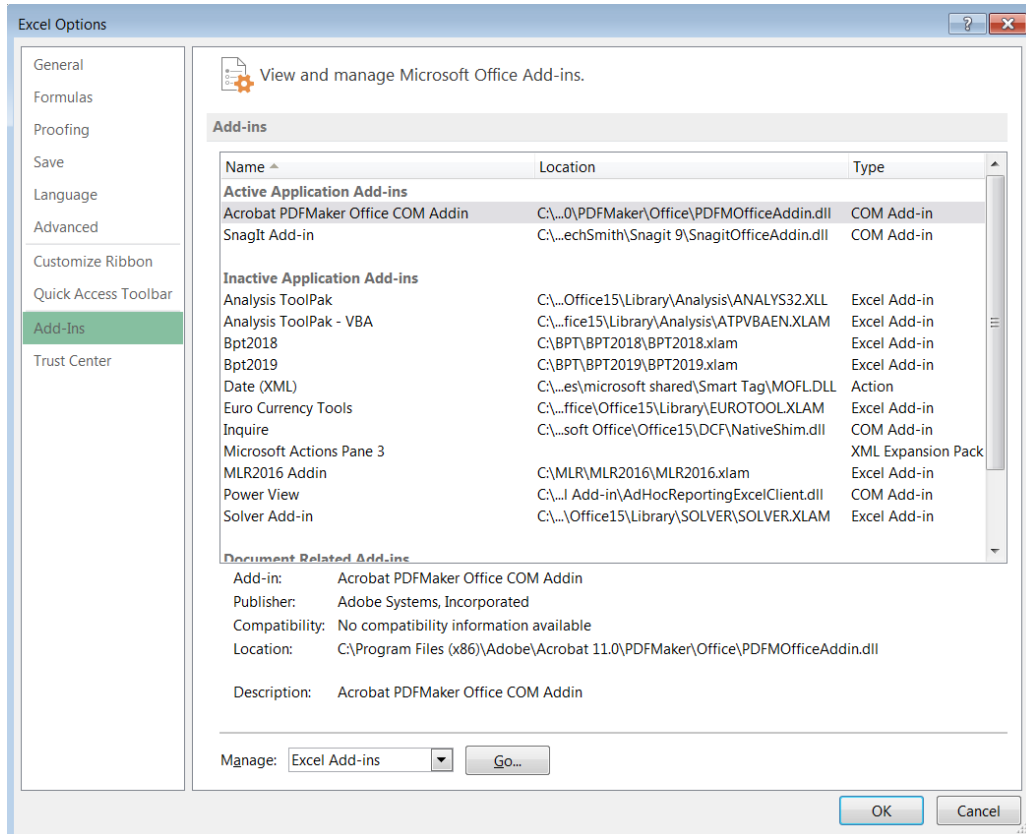 Excel Options
General
Formulas
Proofing
Save
Language
Advanced
Customize Ribbon
Quick Access Toolbar
Add-Ins
Trust Center
View and manage Microsoft Office Add-ins.
Add-ins
Name Location Type
Active Application Add-ins
Acrobat PDFMaker Office COM Addin C:\...0\PDFMaker\Office\PDFMOfficeAddin.dll COM Add-in
SnagIt Add-in C:\...echSmith\Snagit 9\SnagitOfficeAddin.dll COM Add-in
Inactive Application Add-ins
Analysis ToolPak C:\...Office15\Library\Analysis\ANALYS32.XLL Excel Add-in
Analysis ToolPak - VBA C:\...fice15\Library\Analysis\ATPVBAEN.XLAM Excel Add-in
Bpt2018 C:\BPT\BPT2018\BPT2018.xlam Excel Add-in
Bpt2019 C:\BPT\BPT2019\BPT2019.xlam Excel Add-in
Date (XML) C:\...es\microsoft shared\Smart Tag\MOFL.DLL Action
Euro Currency Tools C:\...ffice\Office15\Library\EUROTOOL.XLAM Excel Add-in
Inquire C:\...soft Office\Office15\DCF\NativeShim.dll COM Add-in
Microsoft Actions Pane 3 XML Expansion Pack
MLR2016 Addin C:\MLR\MLR2016\MLR2016.xlam Excel Add-in
Power View C:\...l Add-in\AdHocReportingExcelClient.dll COM Add-in
Solver Add-in C:\...\Office15\Library\SOLVER\SOLVER.XLAM Excel Add-in
Document Related Add-ins
Add-in: Acrobat PDFMaker Office COM Addin
Publisher: Adobe Systems, Incorporated
Compatibility: No compatibility information available
Location: C:\Program Files (x86)\Adobe\Acrobat 11.0\PDFMaker\Office\PDFMOfficeAddin.dll
Description: Acrobat PDFMaker Office COM Addin
Manage: Excel Add-ins Go...
OK Cancel